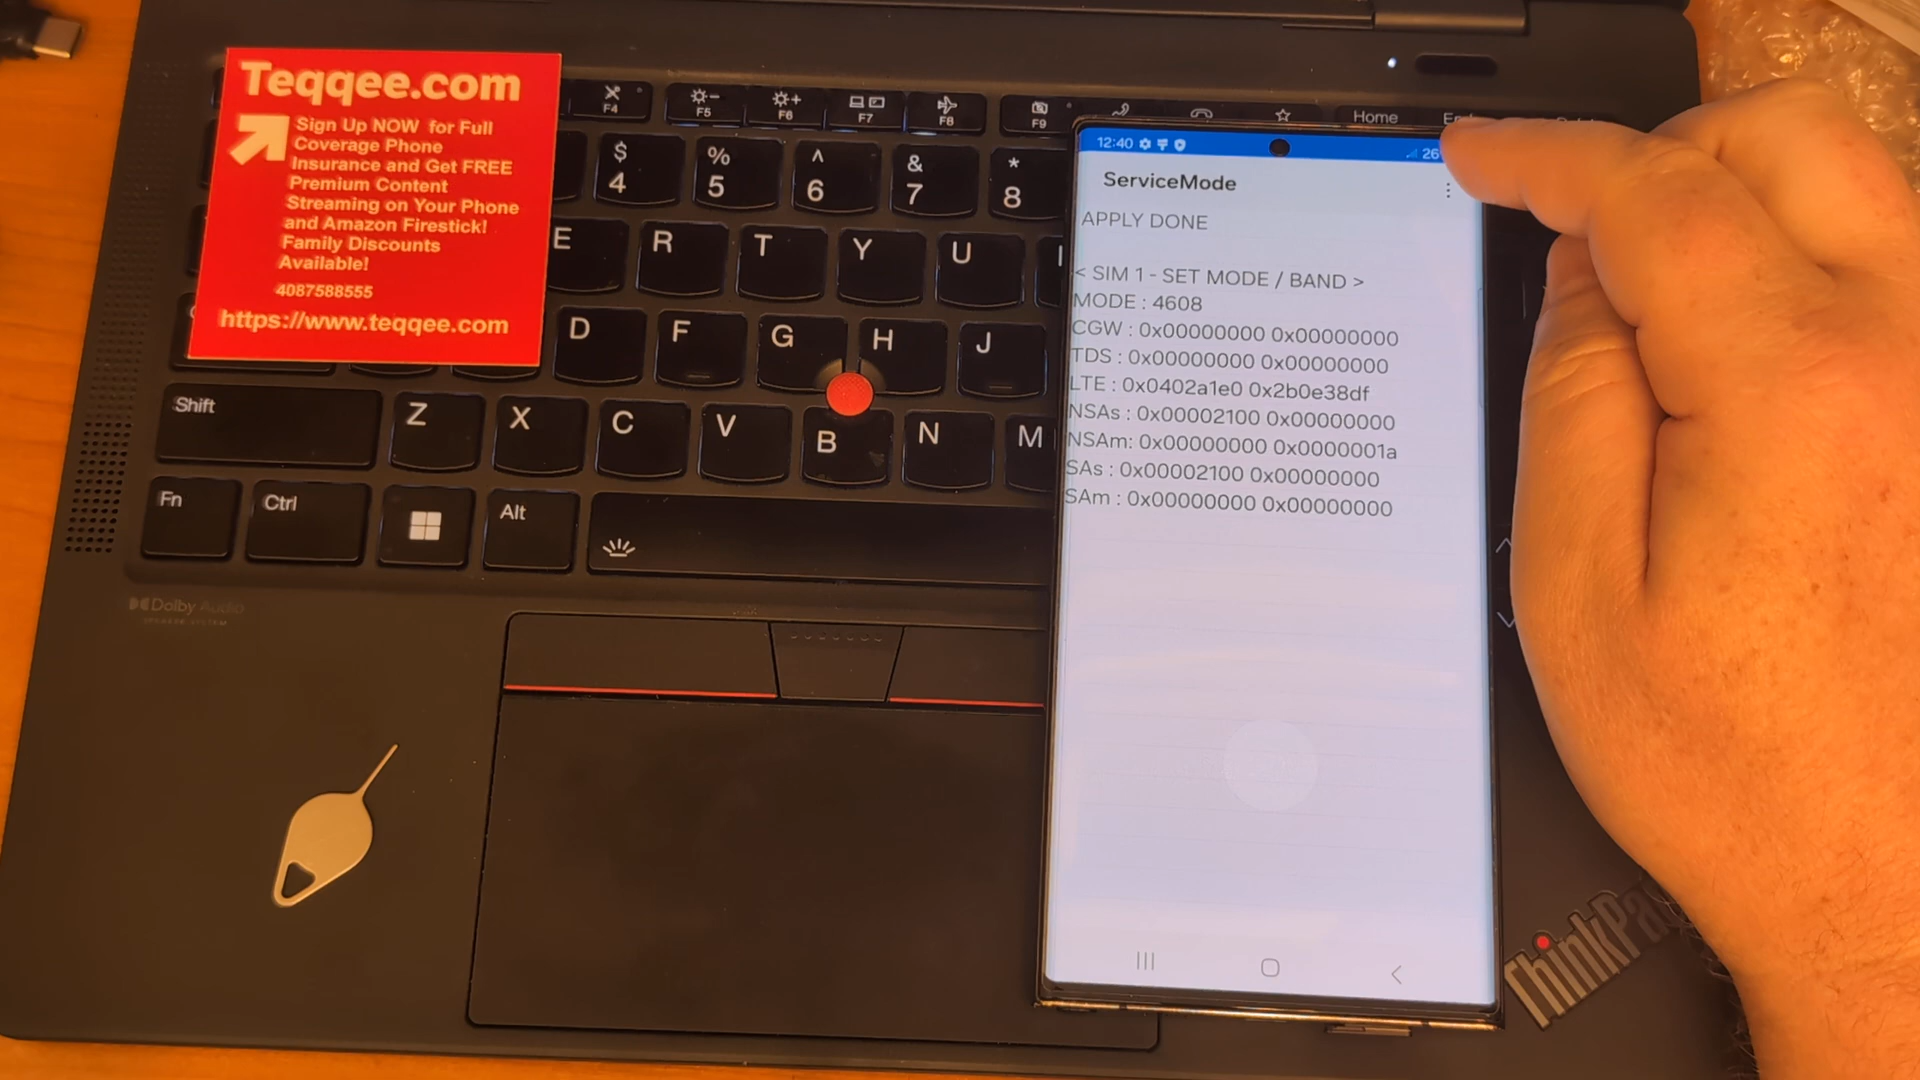 Teqqee.com
Sign Up NOW for Full
Coverage Phone
Insurance and Get FREE
Premium Content
Streaming on Your Phone
and Amazon Firestick!
Family Discounts
Available!
4087588555
https://www.teqqee.com
F4
F5
F6
F7
F8
F9
Home
$
4
%
5
^
6
&
7
*
8
E
R
T
Y
U
I
D
F
G
H
J
Shift
Z
X
C
V
B
N
M
Fn
Ctrl
Alt
Dolby Audio
SPEAKER SYSTEM
12:40
26
ServiceMode
APPLY DONE
< SIM 1 - SET MODE / BAND >
MODE : 4608
CGW : 0x00000000 0x00000000
TDS : 0x00000000 0x00000000
LTE : 0x0402a1e0 0x2b0e38df
NSAs : 0x00002100 0x00000000
NSAm: 0x00000000 0x0000001a
SAs : 0x00002100 0x00000000
SAm : 0x00000000 0x00000000